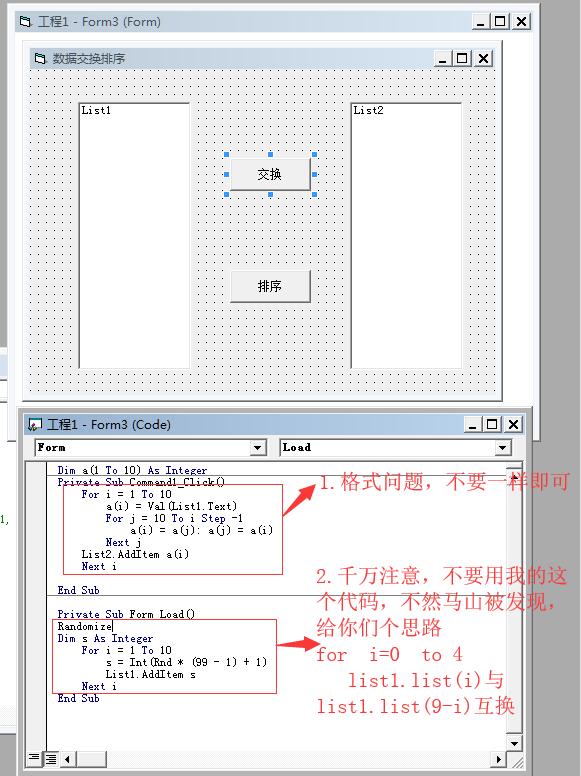 工程1 - Form3 (Form)
数据交换排序
List1
List2
交换
排序
工程1 - Form3 (Code)
Form
Load
Dim a(1 To 10) As Integer
Private Sub Command1_Click()
For i = 1 To 10
a(i) = Val(List1.Text)
For j = 10 To i Step -1
a(i) = a(j): a(j) = a(i)
Next j
List2.AddItem a(i)
Next i
End Sub
Private Sub Form_Load()
Randomize
Dim s As Integer
For i = 1 To 10
s = Int(Rnd * (99 - 1) + 1)
List1.AddItem s
Next i
End Sub
1.格式问题，不要一样即可
2.千万注意，不要用我的这
个代码，不然马山被发现，
给你们个思路
for i=0 to 4
list1.list(i)与
list1.list(9-i)互换
1,